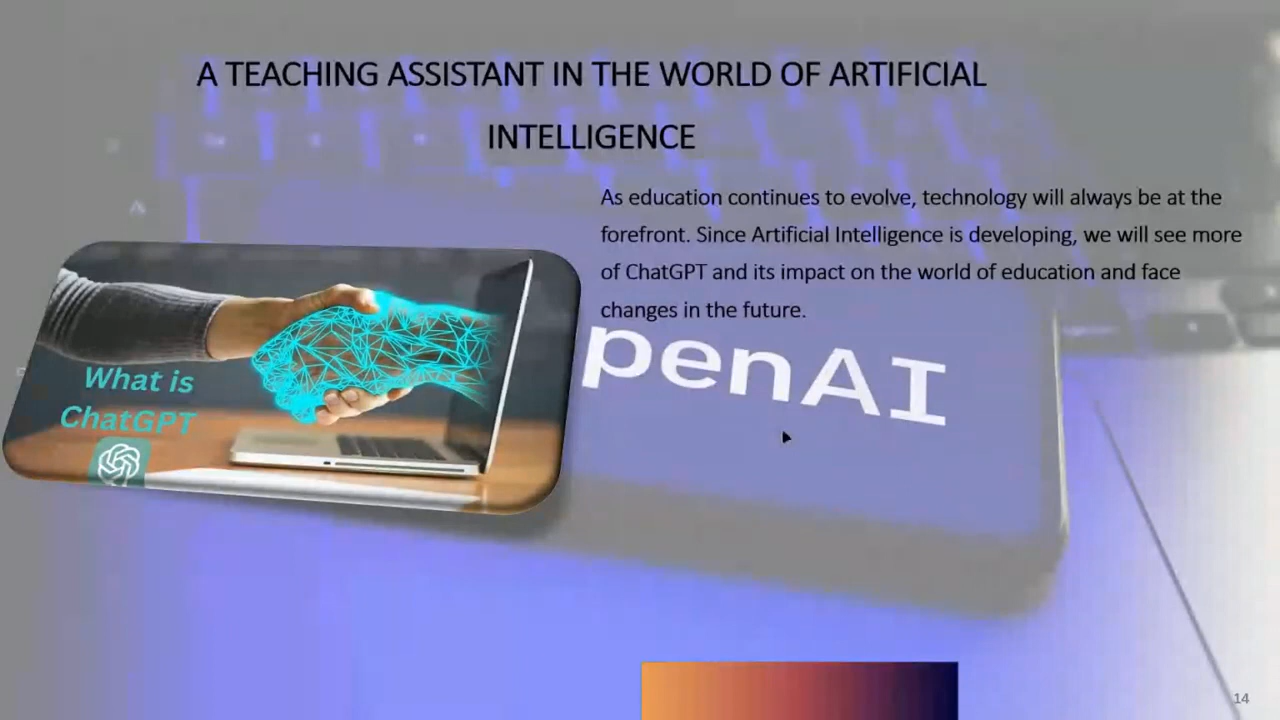 A TEACHING ASSISTANT IN THE WORLD OF ARTIFICIAL
INTELLIGENCE
As education continues to evolve, technology will always be at the
forefront. Since Artificial Intelligence is developing, we will see more
of ChatGPT and its impact on the world of education and face
changes in the future.
penAI
What is
ChatGPT
14